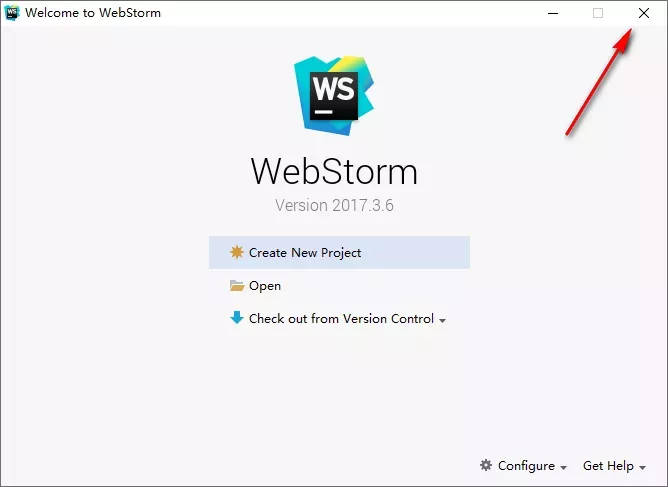 Welcome to WebStorm
WS
WebStorm
Version 2017.3.6
Create New Project
Open
Check out from Version Control
Configure
Get Help